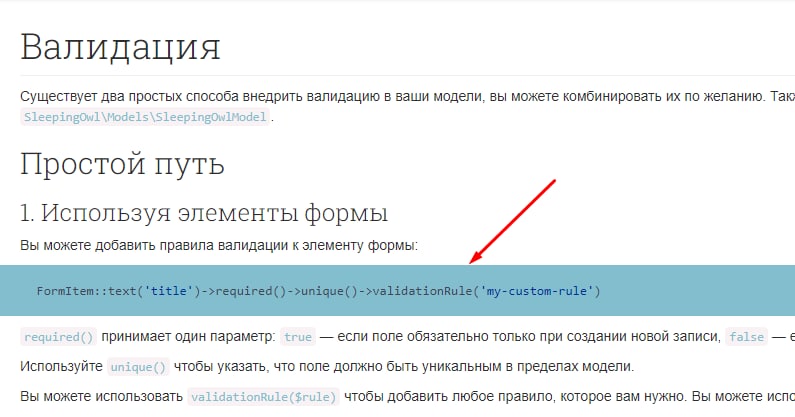 Валидация
Существует два простых способа внедрить валидацию в ваши модели, вы можете комбинировать их по желанию.
SleepingOwl\Models\SleepingOwlModel.
Простой путь
1. Используя элементы формы
Вы можете добавить правила валидации к элементу формы:
FormItem::text('title')->required()->unique()->validationRule('my-custom-rule')
required() принимает один параметр: true — если поле обязательно только при создании новой записи, false —
Используйте unique() чтобы указать, что поле должно быть уникальным в пределах модели.
Вы можете использовать validationRule($rule) чтобы добавить любое правило, которое вам нужно. Вы можете